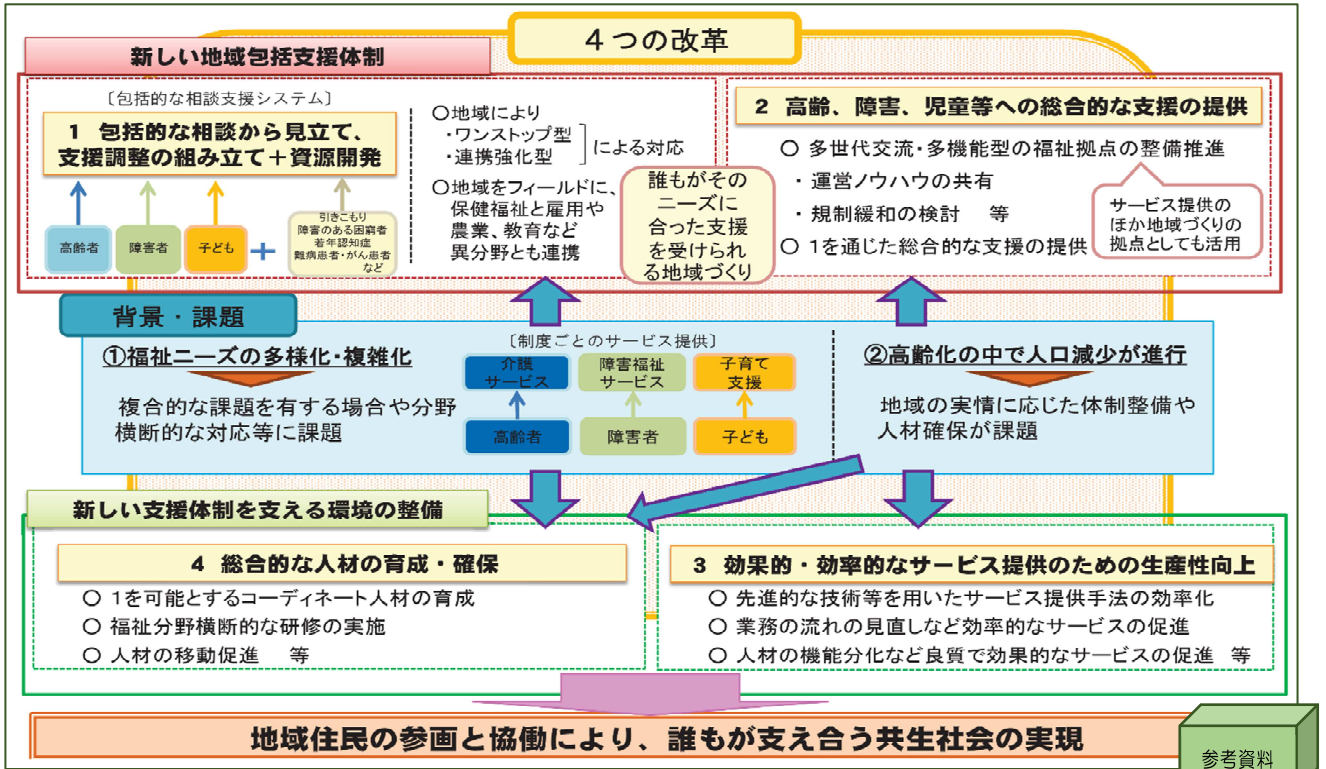 4つの改革
新しい地域包括支援体制
〔包括的な相談支援システム〕
1 包括的な相談から見立て、
支援調整の組み立て＋資源開発
高齢者
障害者
子ども
＋
引きこもり
障害のある困窮者
若年認知症
難病患者・がん患者
など
○地域により
・ワンストップ型
・連携強化型
による対応
○地域をフィールドに、
保健福祉と雇用や
農業、教育など
異分野とも連携
誰もがその
ニーズに
合った支援
を受けられ
る地域づくり
2 高齢、障害、児童等への総合的な支援の提供
○ 多世代交流・多機能型の福祉拠点の整備推進
・運営ノウハウの共有
・規制緩和の検討 等
○ 1を通じた総合的な支援の提供
サービス提供の
ほか地域づくりの
拠点としても活用
背景・課題
①福祉ニーズの多様化・複雑化
複合的な課題を有する場合や分野
横断的な対応等に課題
〔制度ごとのサービス提供〕
介護
サービス
障害福祉
サービス
子育て
支援
高齢者
障害者
子ども
②高齢化の中で人口減少が進行
地域の実情に応じた体制整備や
人材確保が課題
新しい支援体制を支える環境の整備
4 総合的な人材の育成・確保
○ 1を可能とするコーディネート人材の育成
○ 福祉分野横断的な研修の実施
○ 人材の移動促進 等
3 効果的・効率的なサービス提供のための生産性向上
○ 先進的な技術等を用いたサービス提供手法の効率化
○ 業務の流れの見直しなど効率的なサービスの促進
○ 人材の機能分化など良質で効果的なサービスの促進 等
地域住民の参画と協働により、誰もが支え合う共生社会の実現
参考資料